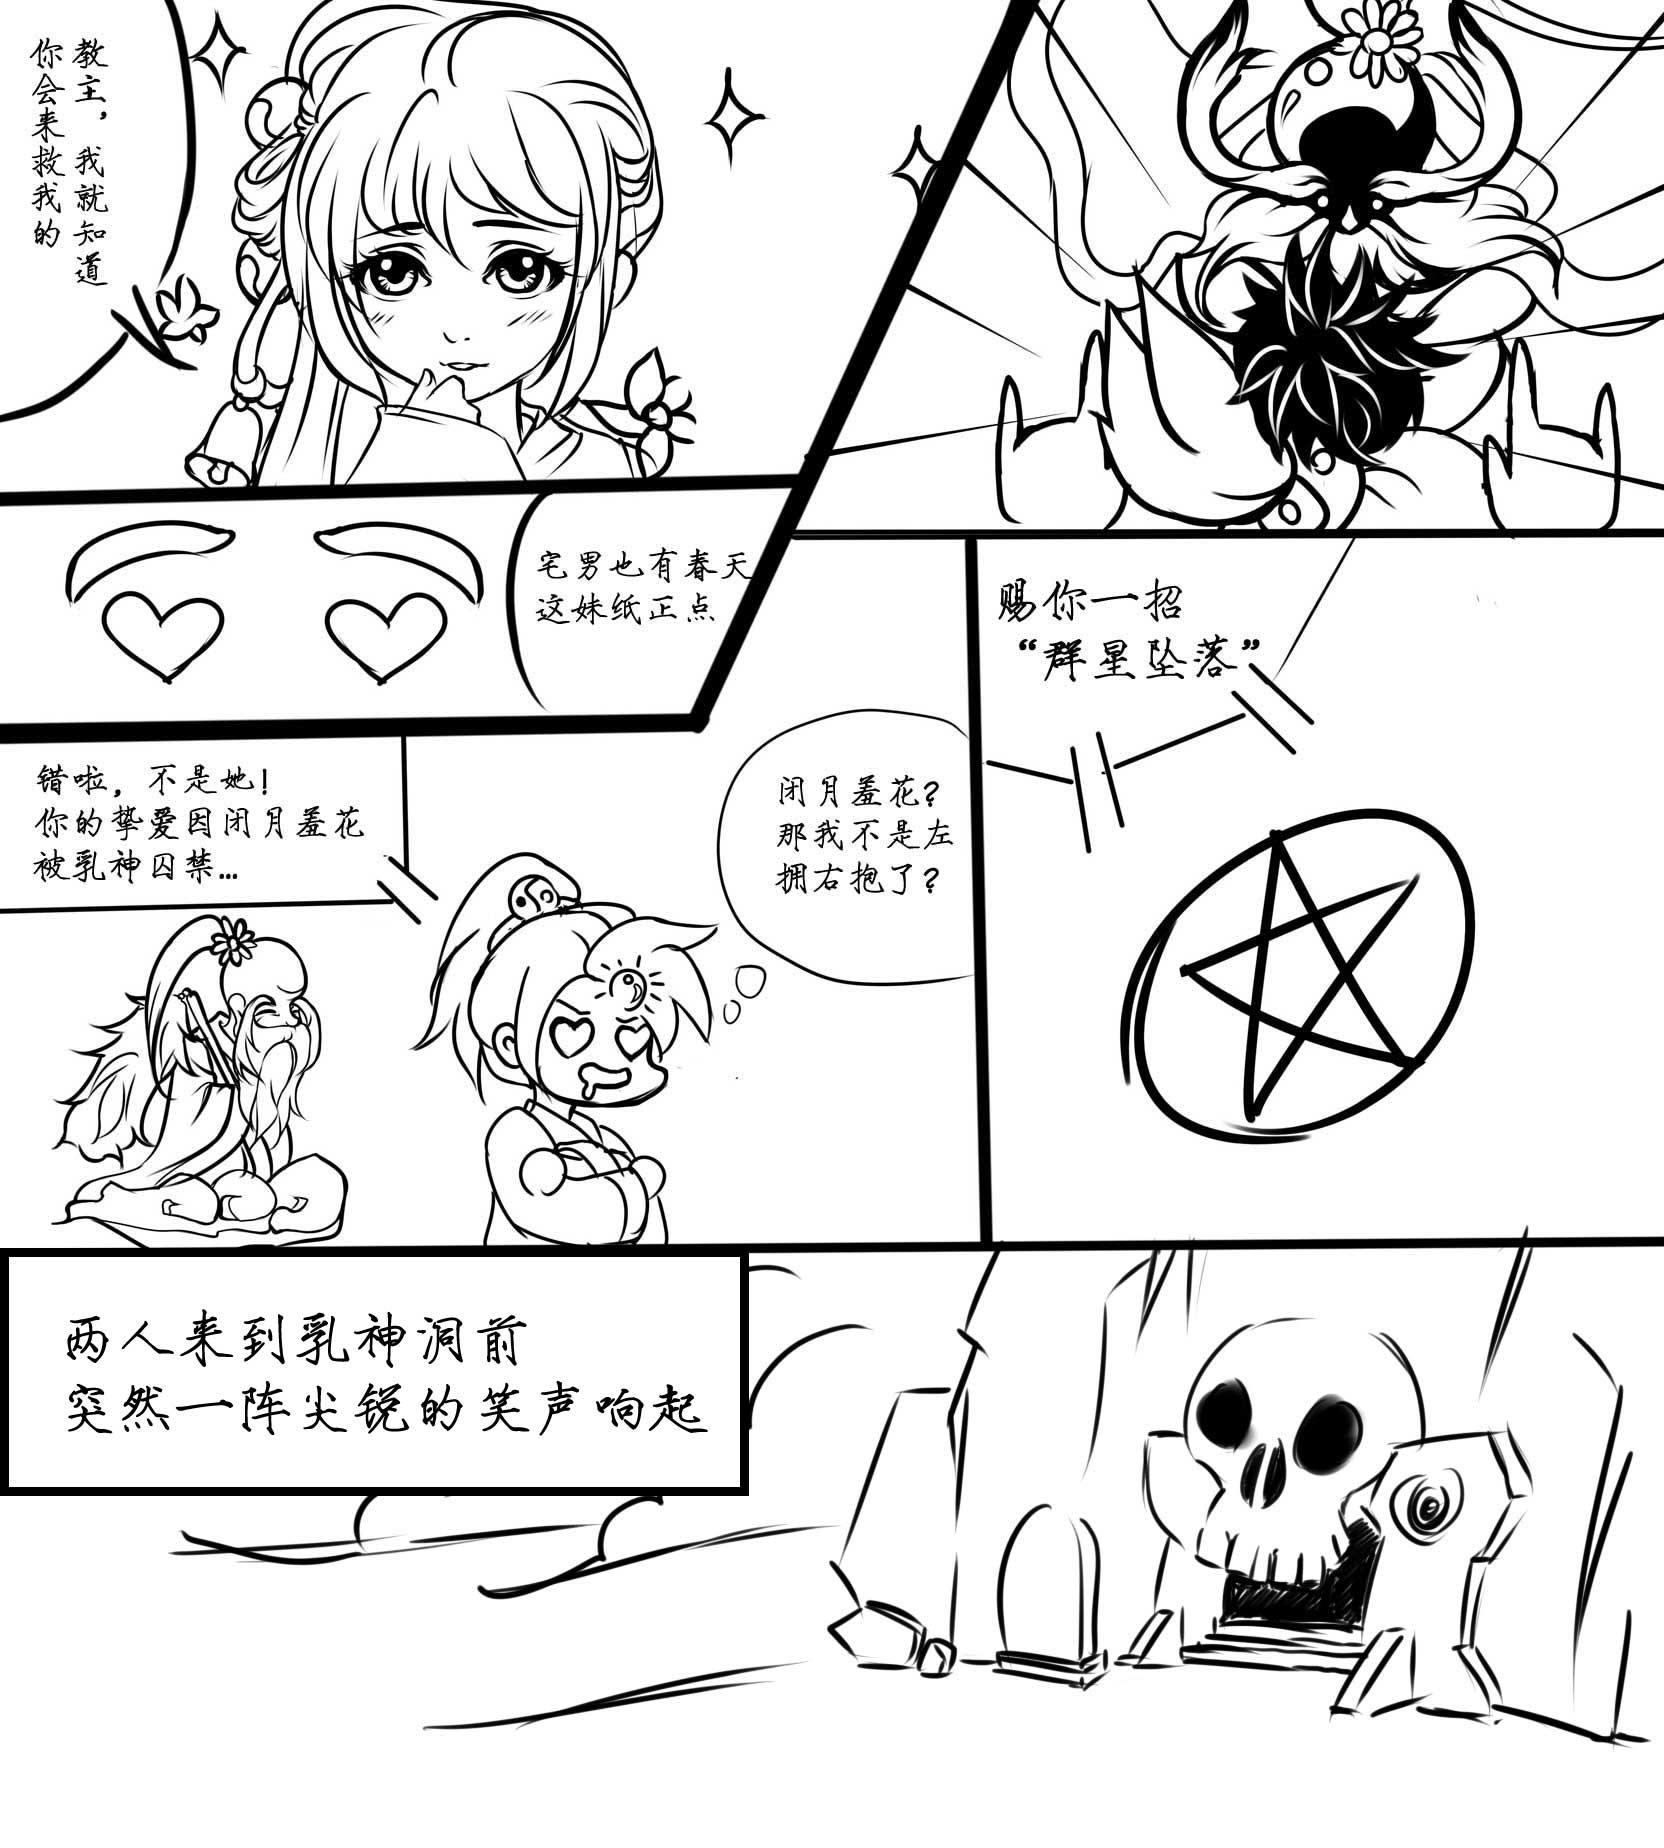 教主，我就知道
你会来救我的
宅男也有春天
这妹纸正点
赐你一招
“群星坠落”
错啦，不是她！
你的挚爱因闭月羞花
被乳神囚禁...
闭月羞花？
那我不是左
拥右抱了？
两人来到乳神洞前
突然一阵尖锐的笑声响起